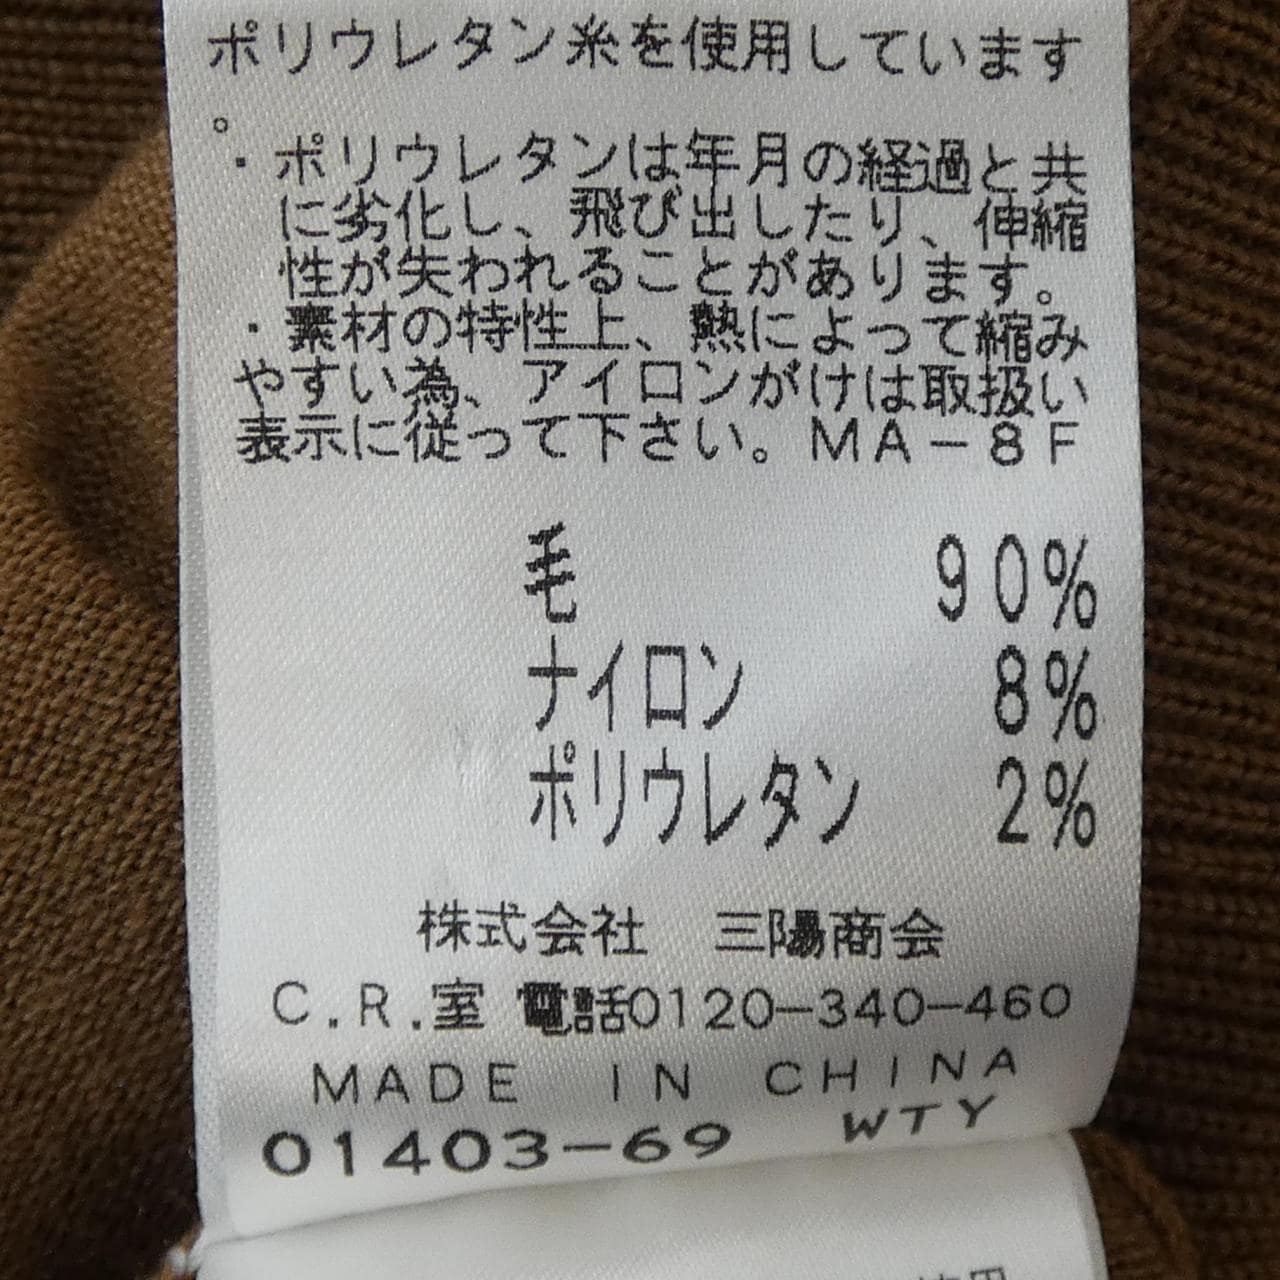 ポリウレタン糸を使用しています
。
・ポリウレタンは年月の経過と共
に劣化し、飛び出したり、伸縮
性が失われることがあります。
・素材の特性上、熱によって縮み
やすい為、アイロンがけは取扱い
表示に従って下さい。MA-8F
毛 90%
ナイロン 8%
ポリウレタン 2%
株式会社 三陽商会
C.R.室 電話0120-340-460
MADE IN CHINA
01403-69 WTY